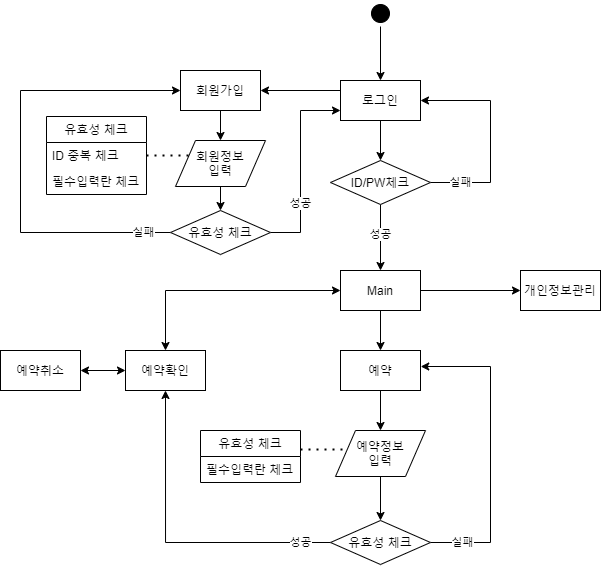 회원가입
로그인
유효성 체크
ID 중복 체크
필수입력란 체크
회원정보
입력
ID/PW체크
실패
성공
실패
유효성 체크
성공
Main
개인정보관리
예약취소
예약확인
예약
유효성 체크
필수입력란 체크
예약정보
입력
성공
유효성 체크
실패